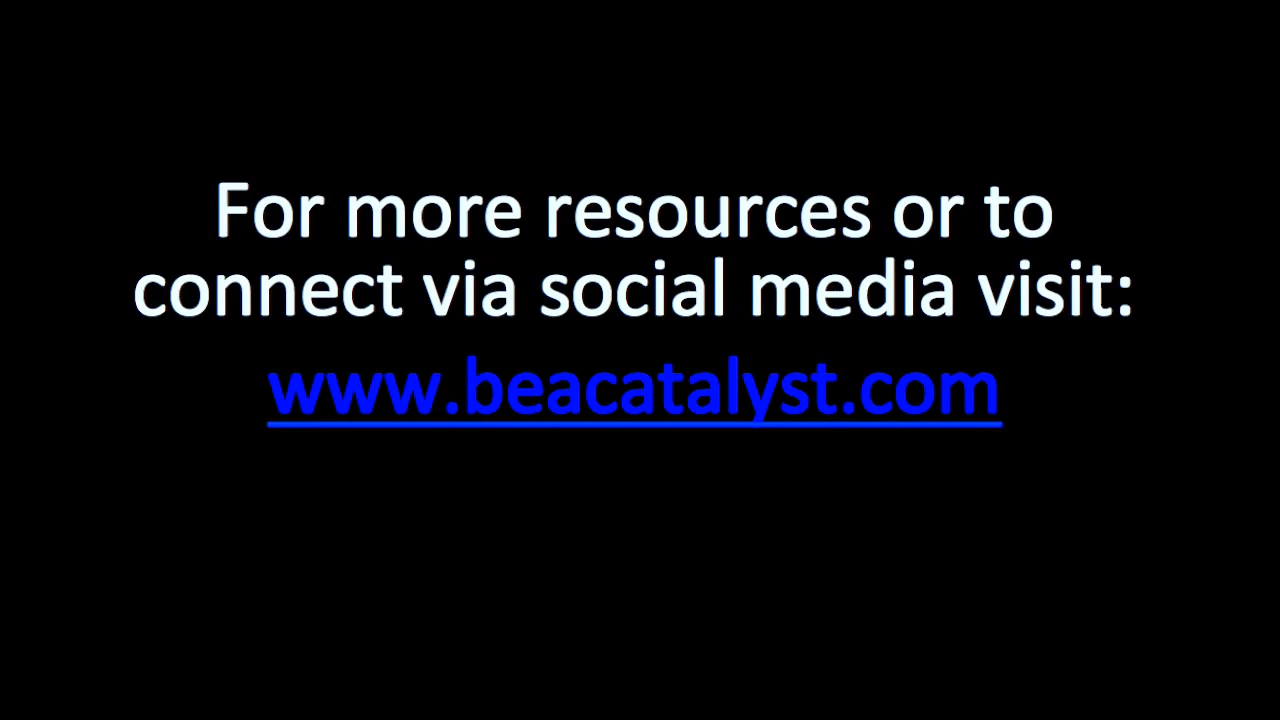 For more resources or to
connect via social media visit:
www.beacatalyst.com